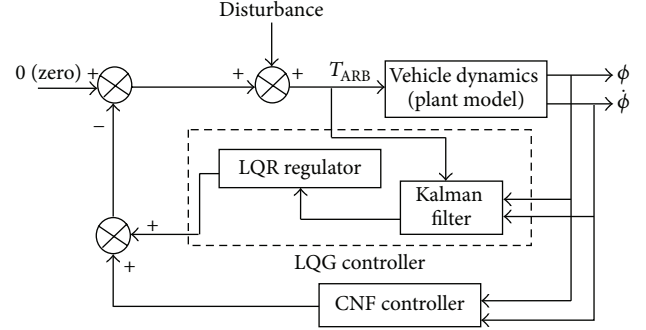 Disturbance
0 (zero) + + + T_ARB Vehicle dynamics
(plant model)
ϕ
ϕ̇
−
LQR regulator
Kalman
filter
+
LQG controller
+
CNF controller